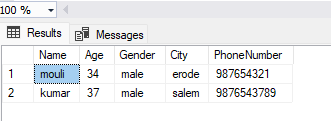 100 %
Results Messages
Name Age Gender City PhoneNumber
1 mouli 34 male erode 987654321
2 kumar 37 male salem 9876543789